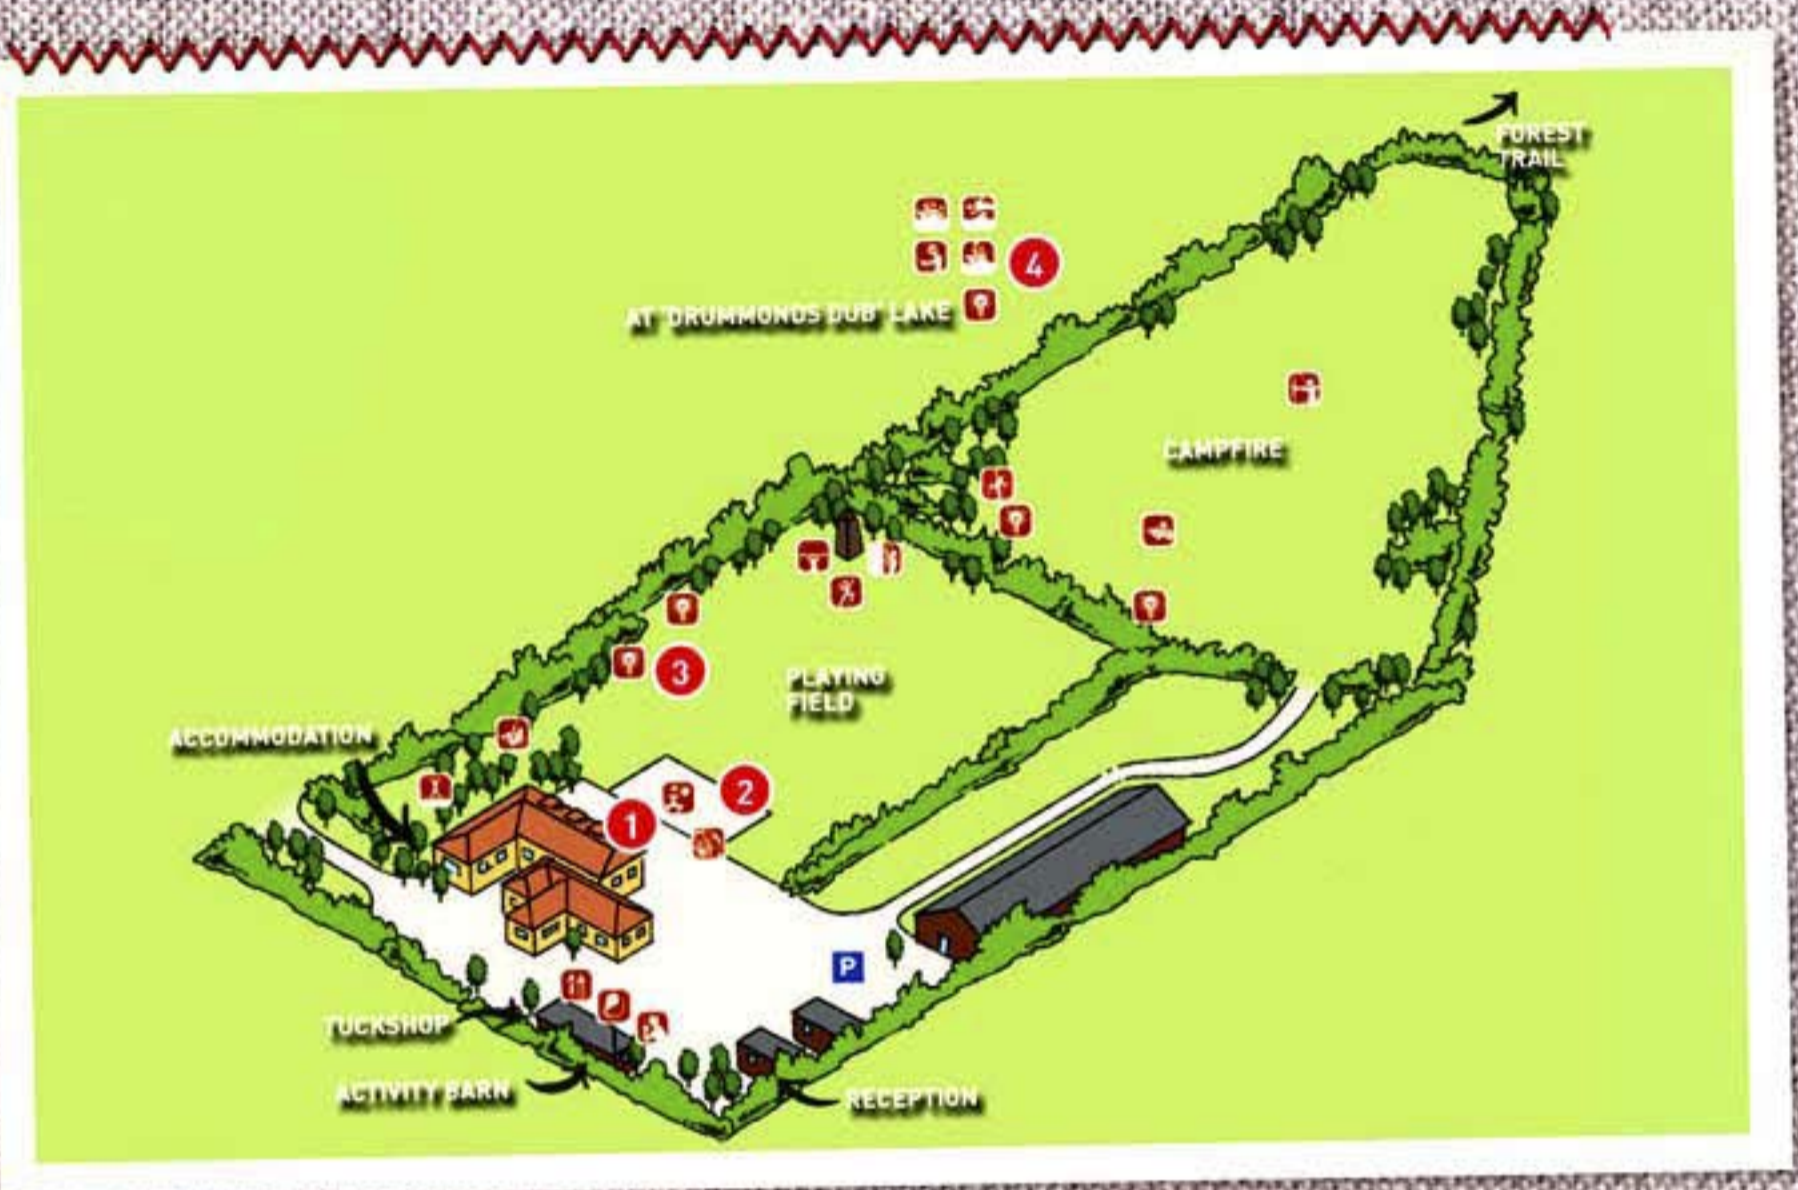 FOREST
TRAIL
4
AT 'DRUMMONDS DUB' LAKE
CAMPFIRE
3
PLAYING
FIELD
ACCOMMODATION
2
1
P
TUCKSHOP
ACTIVITY BARN
RECEPTION